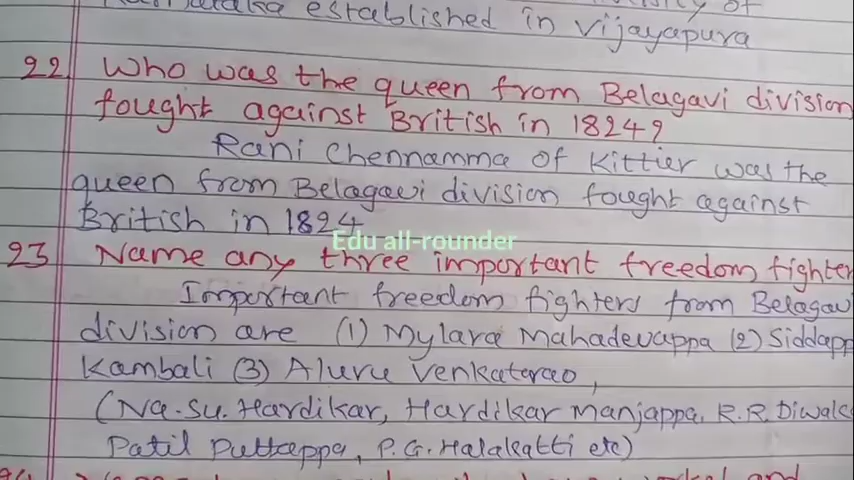 established in vijayapura
22 Who was the queen from Belagavi division
fought against British in 1824?
Rani Chennamma of Kittier was the
queen from Belagavi division fought against
British in 1824
Edu all-rounder
23 Name any three important freedom fighter
Important freedom fighters from Belagav
division are (1) Mylara Mahadevappa (2) Siddapp
Kambali (3) Aluru Venkaterao,
(Na.Su. Hardikar, Hardikar Manjappa, R.R. Diwak
Patil Puttappa, P.G. Halakatti etc)